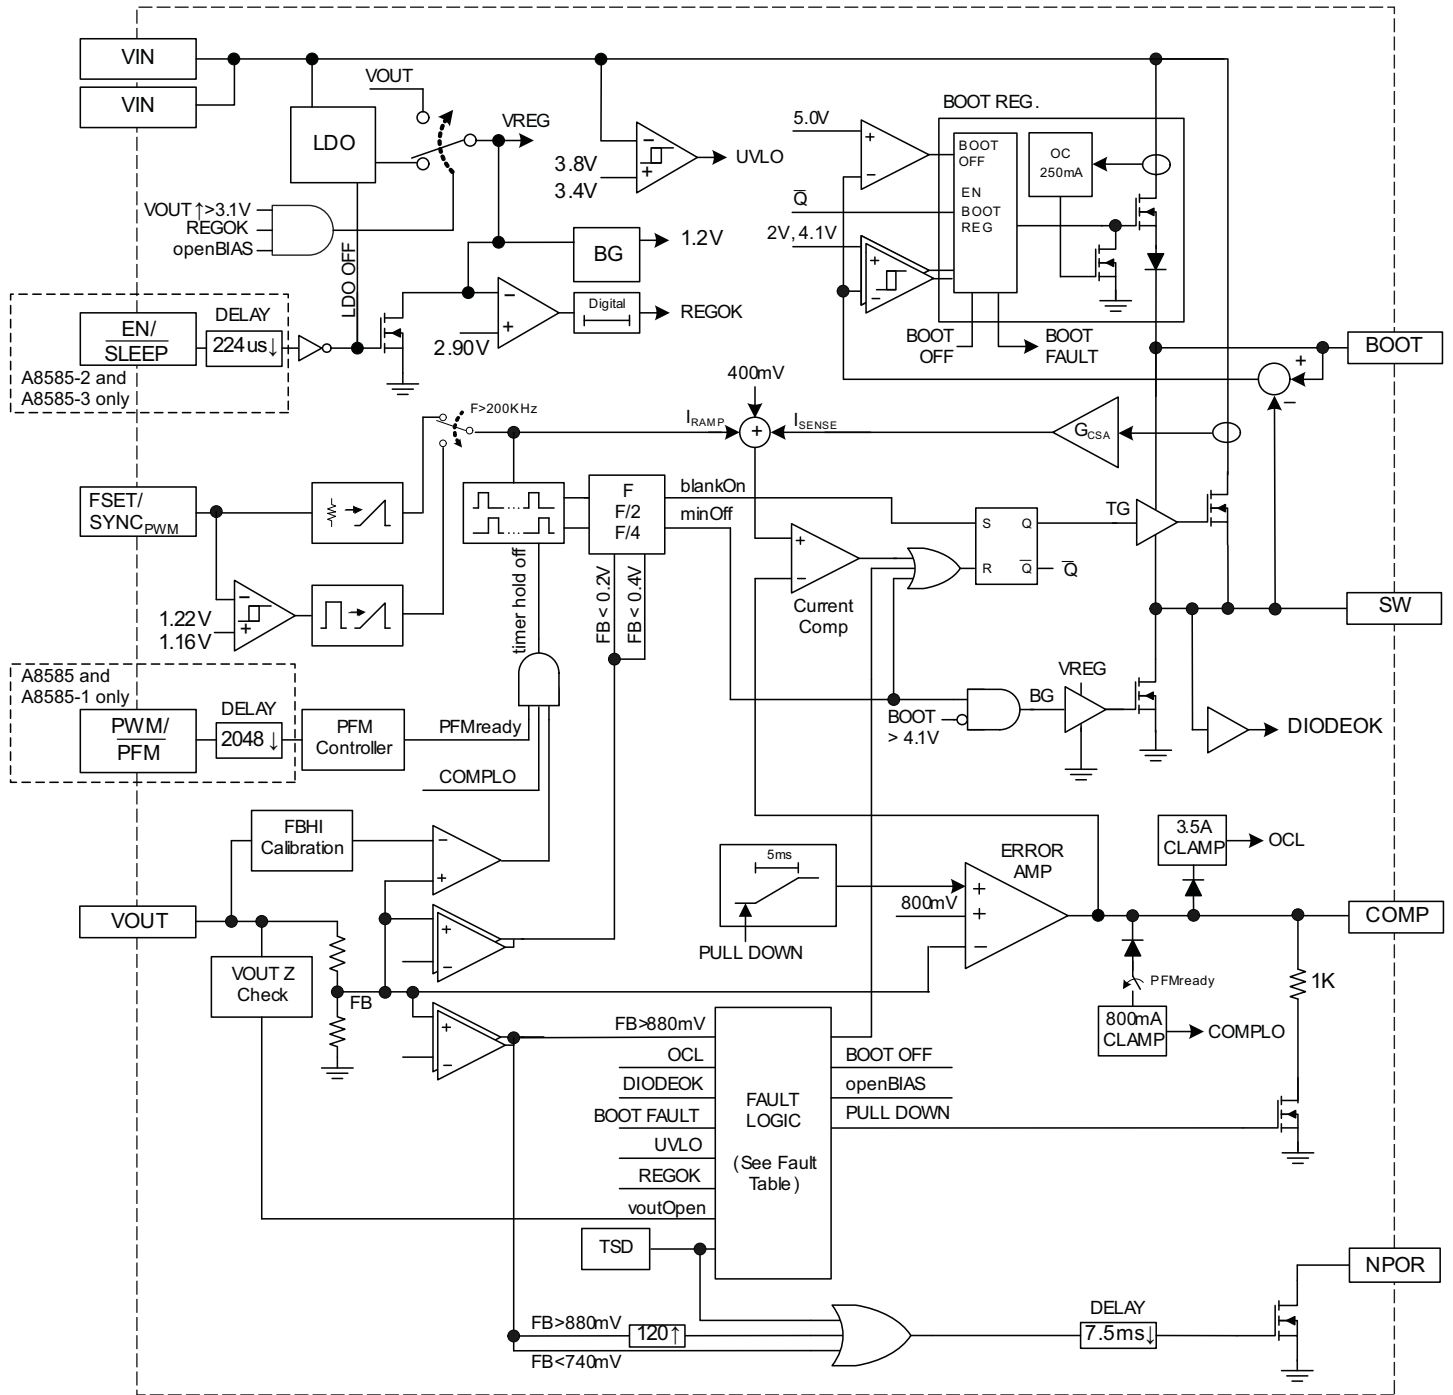 VIN
VIN
VOUT
LDO
VREG
3.8V
3.4V
UVLO
VOUT ↑>3.1V
REGOK
openBIAS
LDO OFF
BG
1.2V
2.90V
Digital
REGOK
BOOT REG.
5.0V
BOOT
OFF
EN
BOOT
REG
OC
250mA
Q̅
2V, 4.1V
BOOT
OFF
BOOT
FAULT
DELAY
EN/
SLEEP
224us↓
A8585-2 and
A8585-3 only
BOOT
+
−
400mV
F>200KHz
I_RAMP
+
I_SENSE
G_CSA
FSET/
SYNC_PWM
F
F/2
F/4
blankOn
minOff
S Q
R Q̅
Q̅
TG
timer hold off
FB < 0.2V
FB < 0.4V
Current
Comp
1.22V
1.16V
SW
A8585 and
A8585-1 only
DELAY
PWM/
PFM
2048 ↓
PFM
Controller
PFMready
COMPLO
VREG
BG
BOOT
> 4.1V
DIODEOK
FBHI
Calibration
5ms
PULL DOWN
ERROR
AMP
800mV
3.5A
CLAMP
OCL
VOUT
COMP
VOUT Z
Check
FB
PFMready
800mA
CLAMP
COMPLO
1K
FB>880mV
OCL
DIODEOK
BOOT FAULT
UVLO
REGOK
voutOpen
FAULT
LOGIC
(See Fault
Table)
BOOT OFF
openBIAS
PULL DOWN
TSD
NPOR
FB>880mV
120↑
FB<740mV
DELAY
7.5ms↓